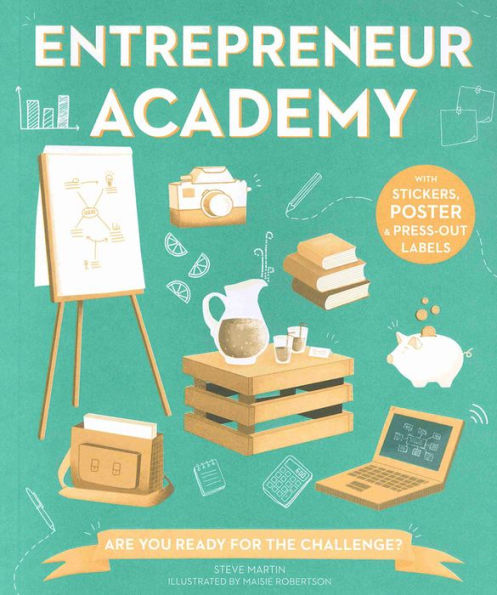 ENTREPRENEUR
ACADEMY
WITH
STICKERS,
POSTER
& PRESS-OUT
LABELS
ARE YOU READY FOR THE CHALLENGE?
STEVE MARTIN
ILLUSTRATED BY MAISIE ROBERTSON